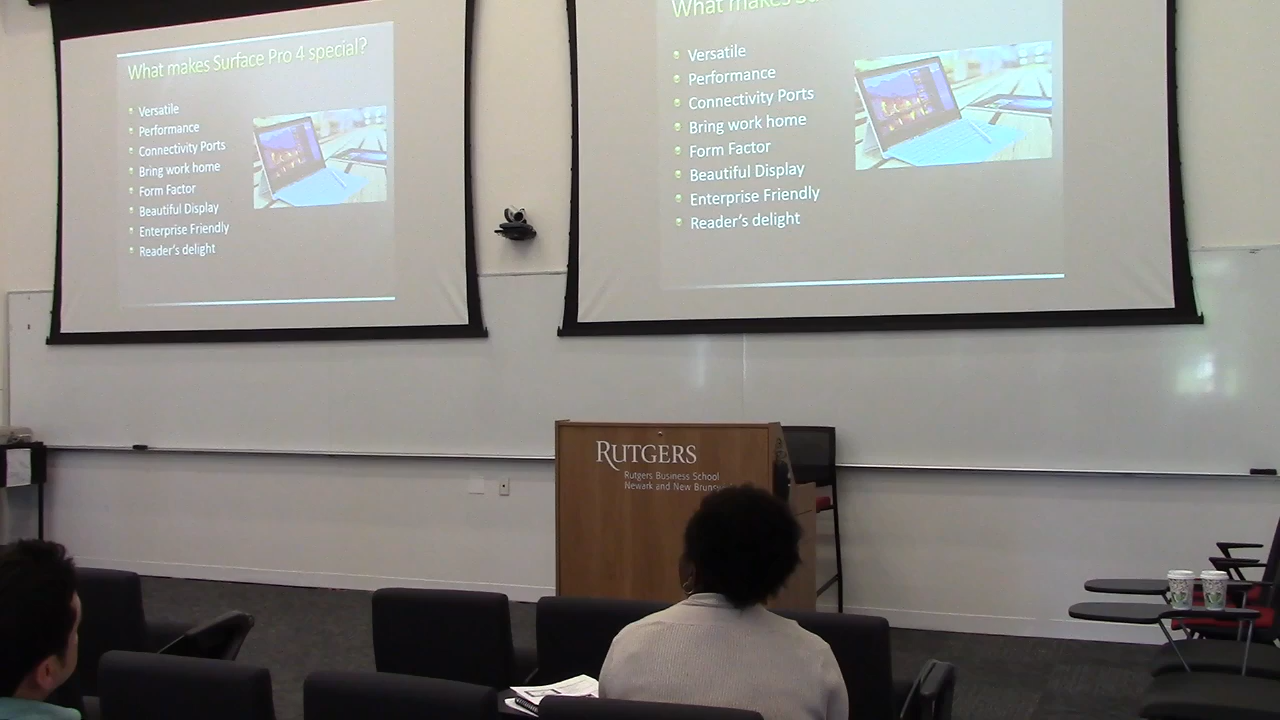 What makes Surface Pro 4 special?
Versatile
Performance
Connectivity Ports
Bring work home
Form Factor
Beautiful Display
Enterprise Friendly
Reader's delight
What makes
Versatile
Performance
Connectivity Ports
Bring work home
Form Factor
Beautiful Display
Enterprise Friendly
Reader's delight
RUTGERS
Rutgers Business School
Newark and New